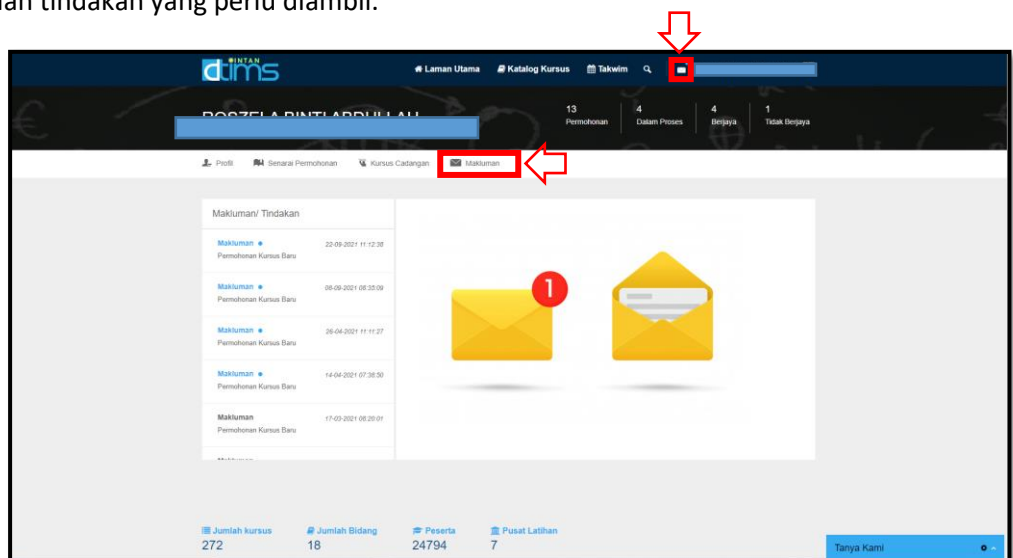 dan tindakan yang perlu diambil.
INTAN
dtims
Laman Utama Katalog Kursus Takwim
13 4 4 1
Permohonan Dalam Proses Berjaya Tidak Berjaya
Profil Senarai Permohonan Kursus Cadangan Makluman
Makluman/ Tindakan
Makluman 22-09-2021 11:12:38
Permohonan Kursus Baru
1
Makluman 06-09-2021 08:33:09
Permohonan Kursus Baru
Makluman 26-04-2021 11:11:27
Permohonan Kursus Baru
Makluman 14-04-2021 07:38:50
Permohonan Kursus Baru
Makluman 17-03-2021 08:20:01
Permohonan Kursus Baru
Jumlah kursus Jumlah Bidang Peserta Pusat Latihan
272 18 24794 7
Tanya Kami